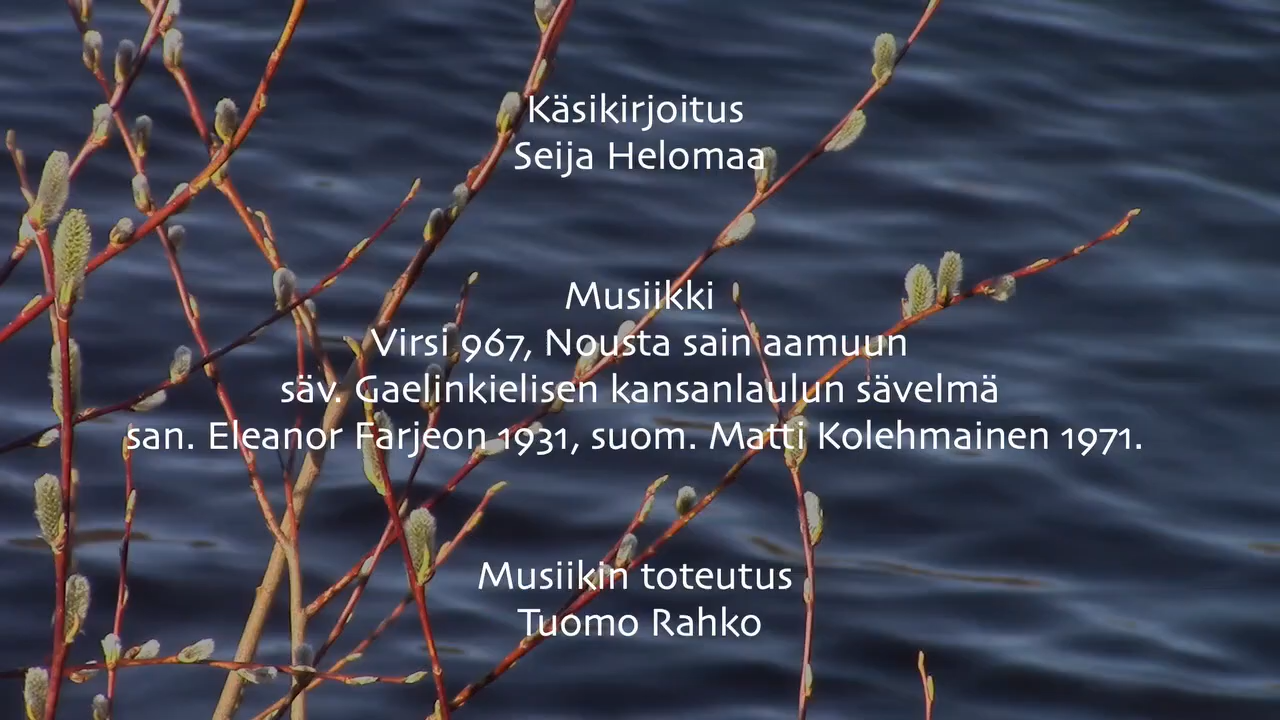 Käsikirjoitus
Seija Helomaa
Musiikki
Virsi 967, Nousta sain aamuun
säv. Gaelinkielisen kansanlaulun sävelmä
san. Eleanor Farjeon 1931, suom. Matti Kolehmainen 1971.
Musiikin toteutus
Tuomo Rahko